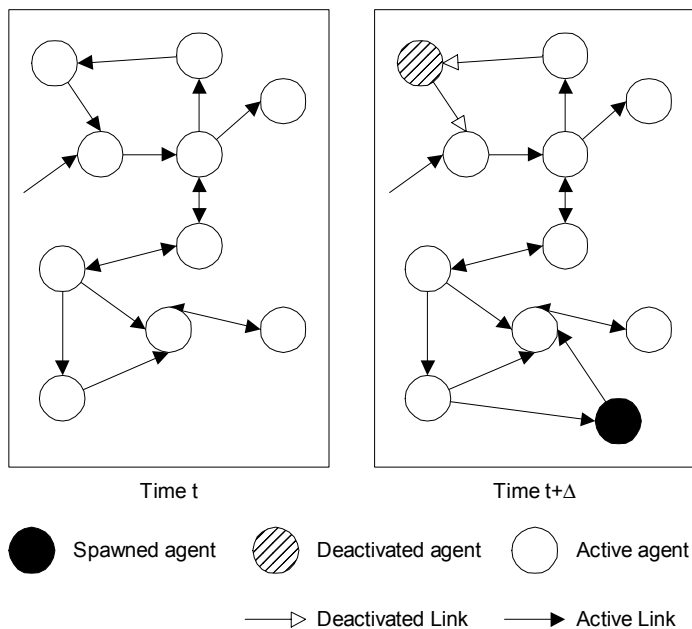 Time t
Time t+Δ
Spawned agent
Deactivated agent
Active agent
Deactivated Link
Active Link